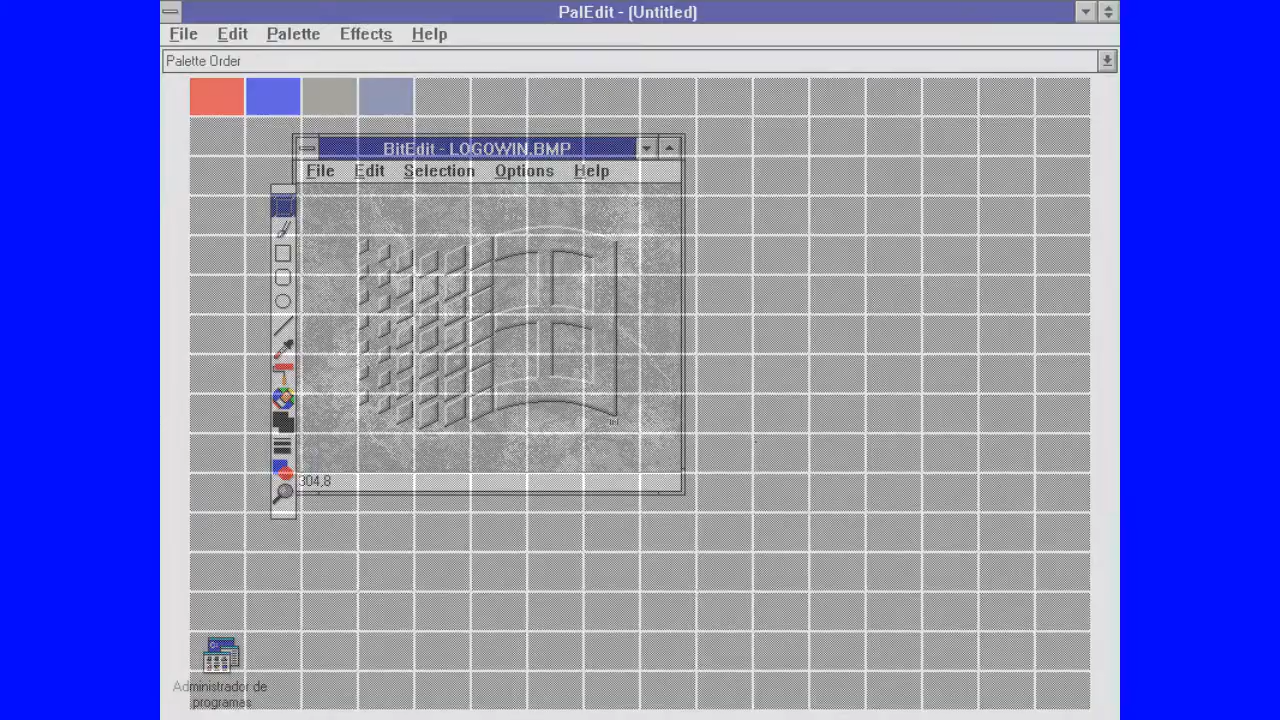 PalEdit - (Untitled)
File Edit Palette Effects Help
Palette Order
BitEdit - LOGOWIN.BMP
File Edit Selection Options Help
304,8
Administrador de
programas